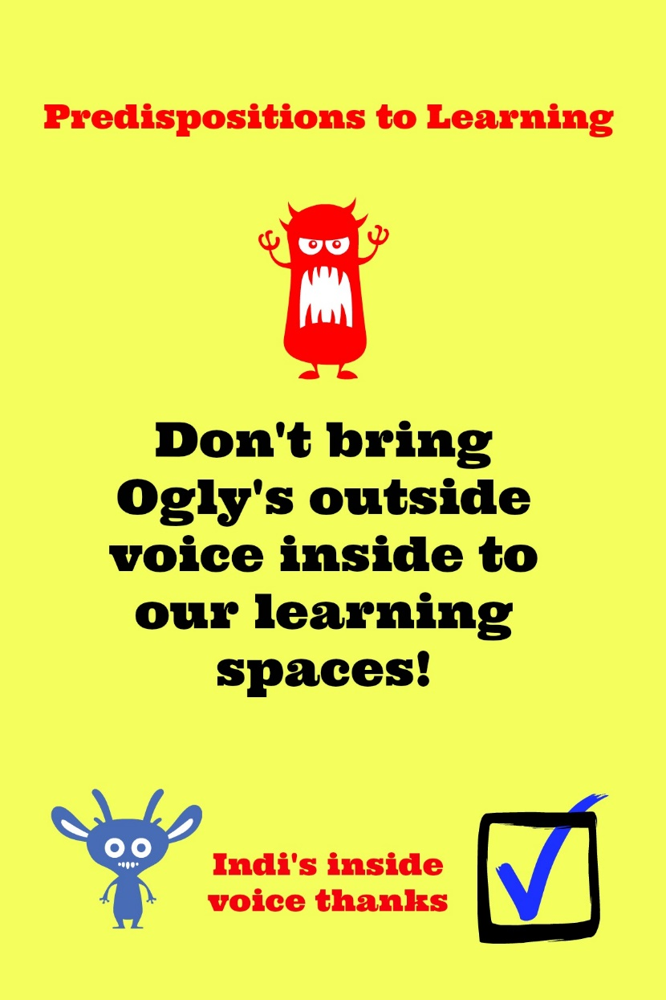 Predispositions to Learning
Don't bring
Ogly's outside
voice inside to
our learning
spaces!
Indi's inside
voice thanks